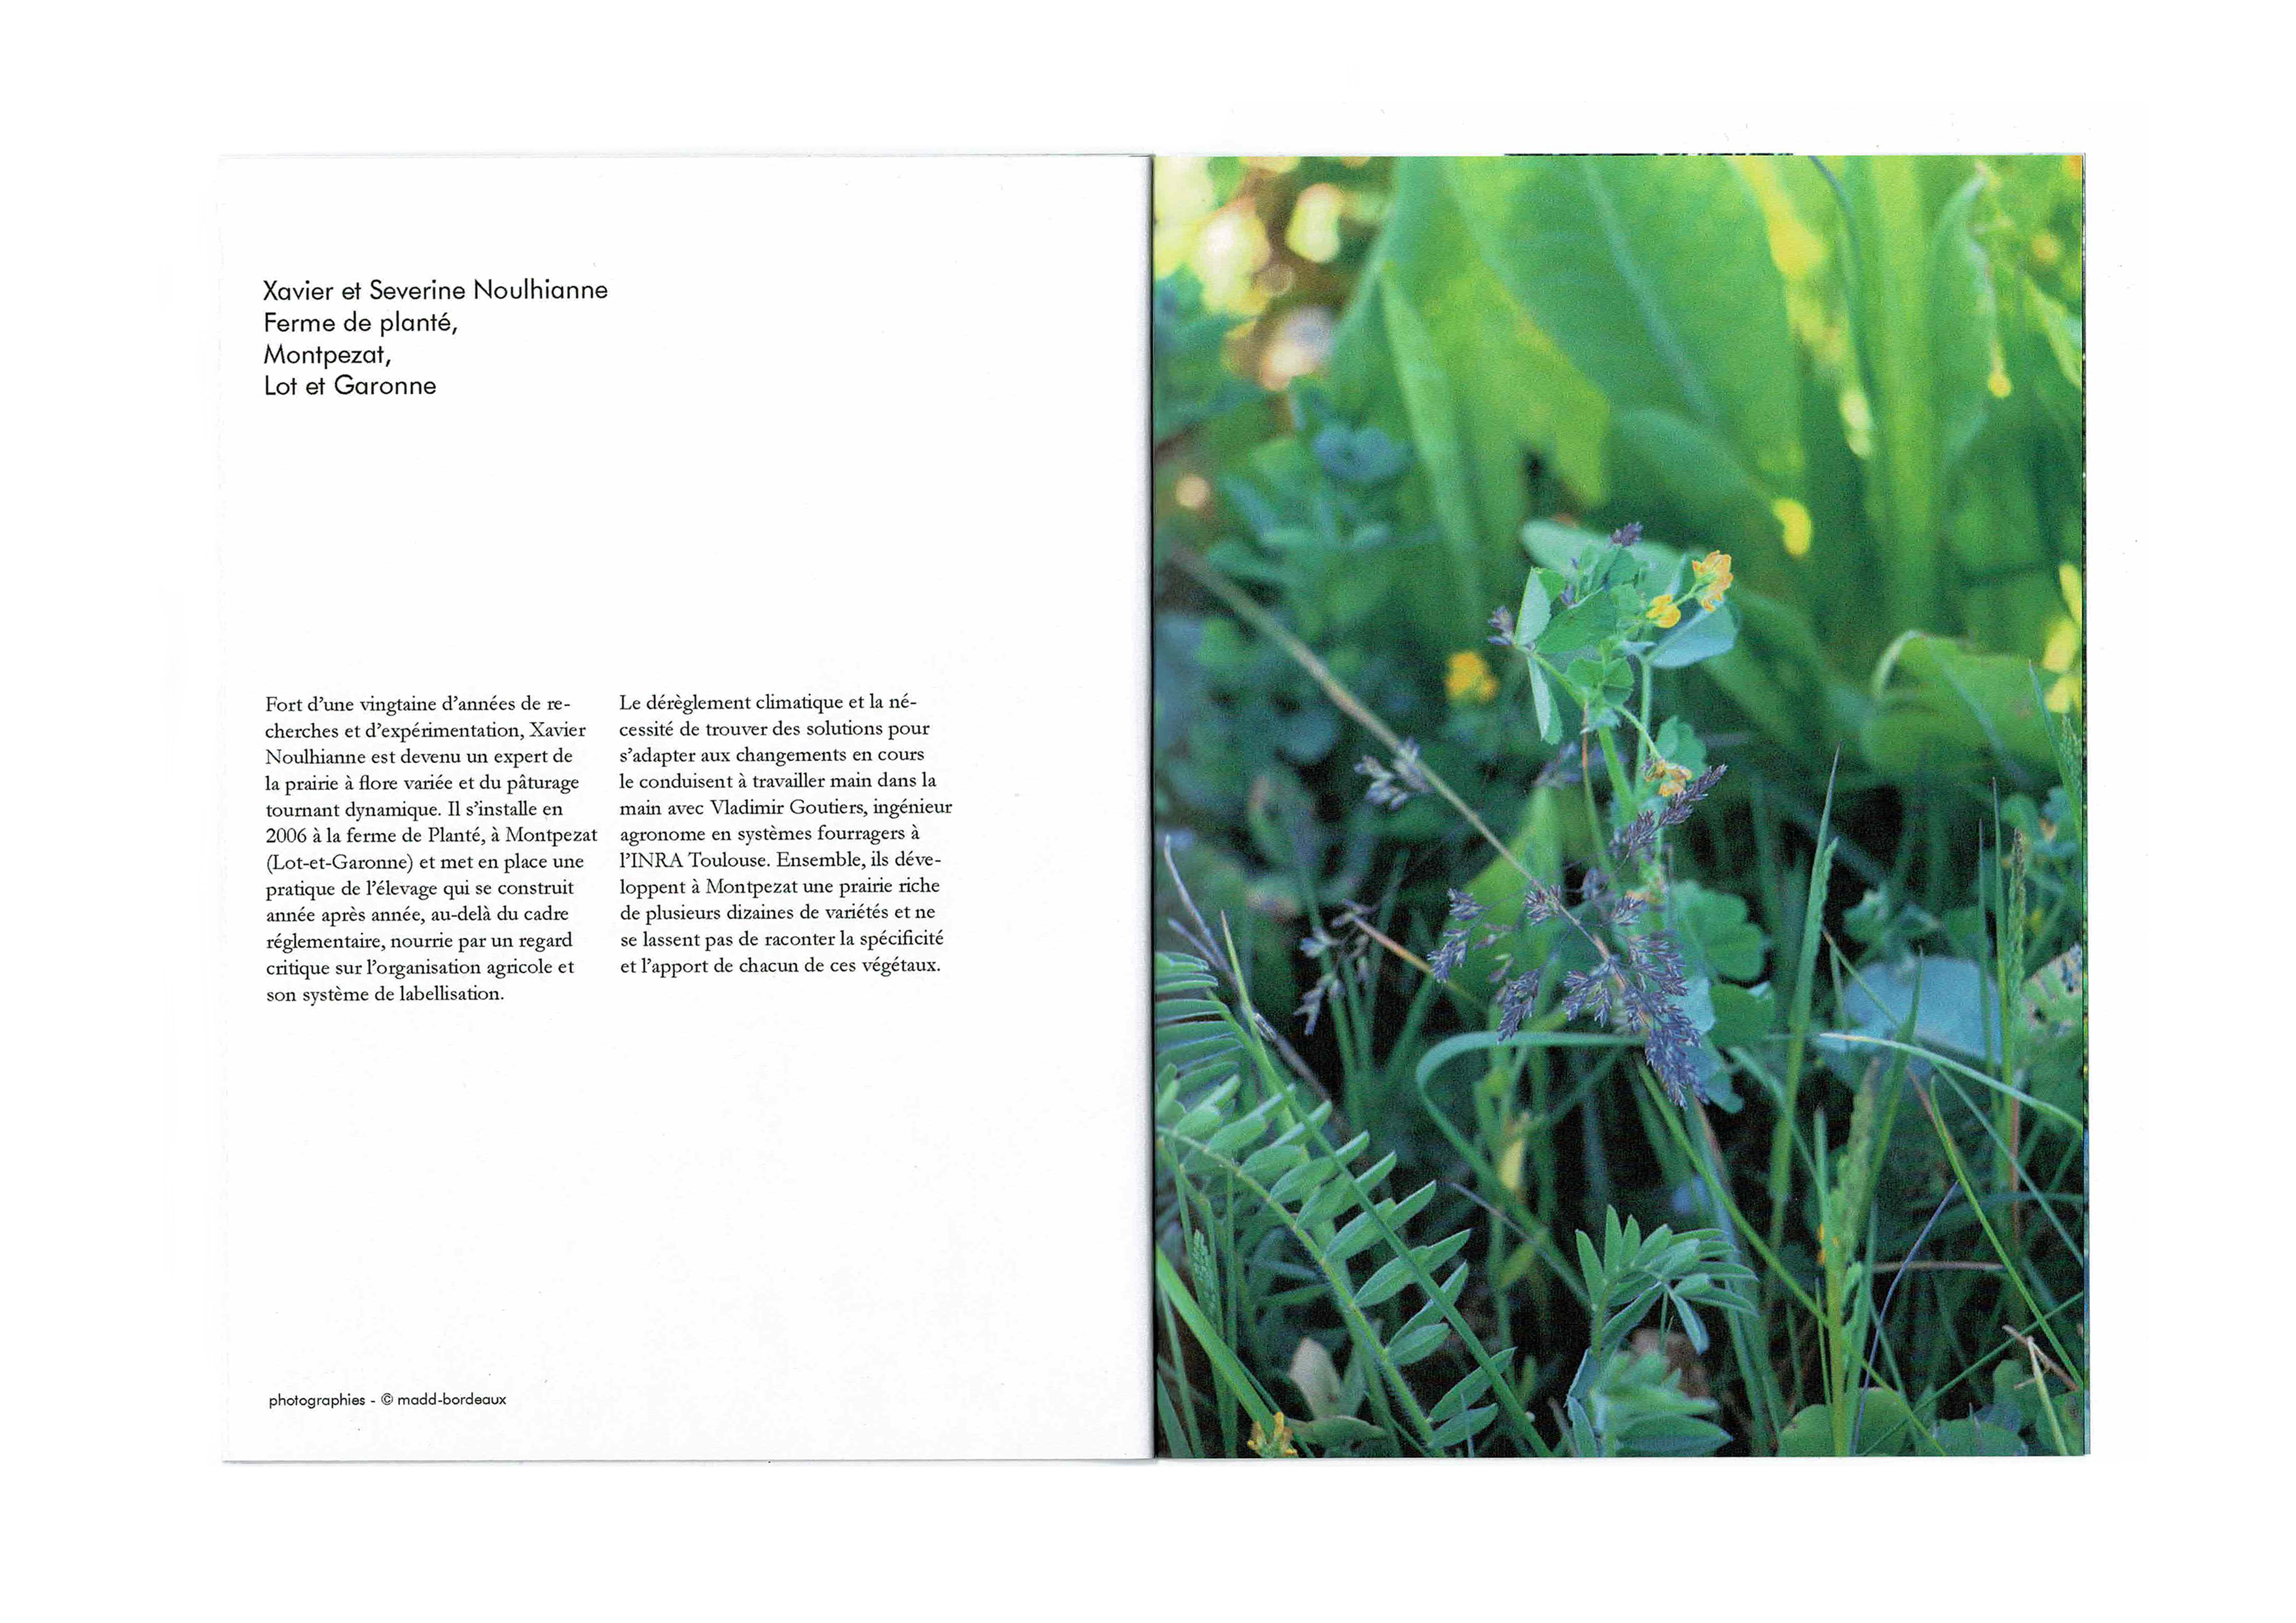 Xavier et Severine Noulhianne
Ferme de planté,
Montpezat,
Lot et Garonne
Fort d'une vingtaine d'années de re-
cherches et d'expérimentation, Xavier
Noulhianne est devenu un expert de
la prairie à flore variée et du pâturage
tournant dynamique. Il s'installe en
2006 à la ferme de Planté, à Montpezat
(Lot-et-Garonne) et met en place une
pratique de l'élevage qui se construit
année après année, au-delà du cadre
réglementaire, nourrie par un regard
critique sur l'organisation agricole et
son système de labellisation.
Le dérèglement climatique et la né-
cessité de trouver des solutions pour
s'adapter aux changements en cours
le conduisent à travailler main dans la
main avec Vladimir Goutiers, ingénieur
agronome en systèmes fourragers à
l'INRA Toulouse. Ensemble, ils déve-
loppent à Montpezat une prairie riche
de plusieurs dizaines de variétés et ne
se lassent pas de raconter la spécificité
et l'apport de chacun de ces végétaux.
photographies - © madd-bordeaux